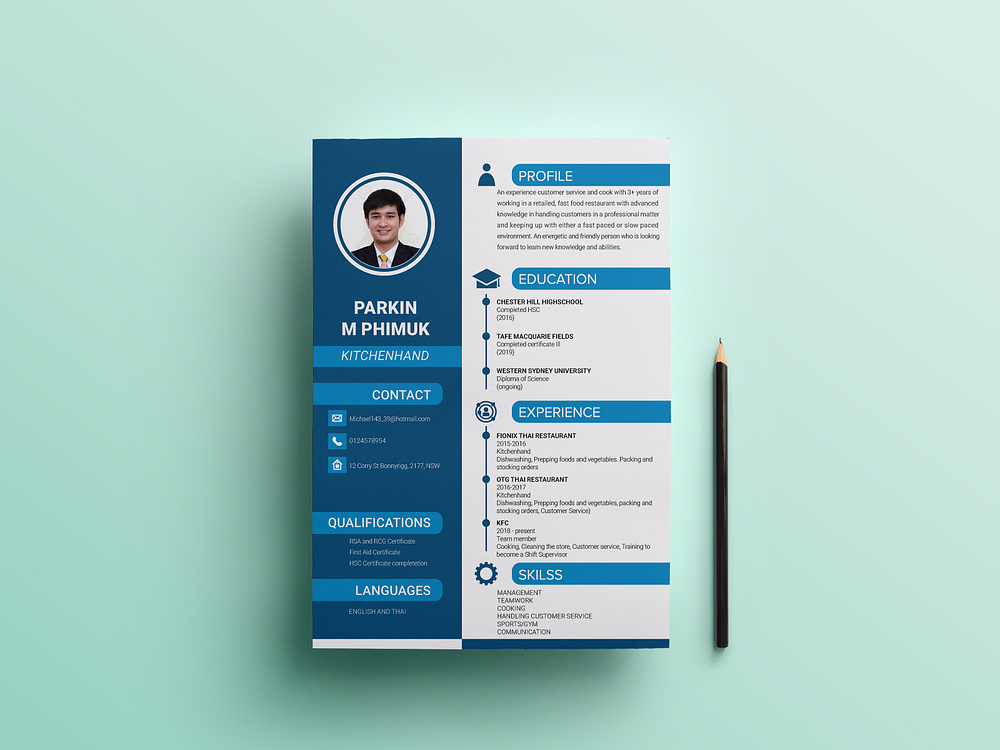 PARKIN
M PHIMUK
KITCHENHAND
CONTACT
Michael143_39@hotmail.com
0124578954
12 Corry St Bonnyrigg, 2177, NSW
QUALIFICATIONS
RSA and RCG Certificate
First Aid Certificate
HSC Certificate completetion
LANGUAGES
ENGLISH AND THAI
PROFILE
An experience customer service and cook with 3+ years of
working in a retailed, fast food restaurant with advanced
knowledge in handling customers in a professional matter
and keeping up with either a fast paced or slow paced
environment. An energetic and friendly person who is looking
forward to learn new knowledge and abilities.
EDUCATION
CHESTER HILL HIGHSCHOOL
Completed HSC
(2016)
TAFE MACQUARIE FIELDS
Completed certificate III
(2019)
WESTERN SYDNEY UNIVERSITY
Diploma of Science
(ongoing)
EXPERIENCE
FIONIX THAI RESTAURANT
2015-2016
Kitchenhand
Dishwashing, Prepping foods and vegetables. Packing and
stocking orders
OTG THAI RESTAURANT
2016-2017
Kitchenhand
Dishwashing, Prepping foods and vegetables, packing and
stocking orders, Customer Service)
KFC
2018 - present
Team member
Cooking, Cleaning the store, Customer service, Training to
become a Shift Supervisor
SKILSS
MANAGEMENT
TEAMWORK
COOKING
HANDLING CUSTOMER SERVICE
SPORTS/GYM
COMMUNICATION